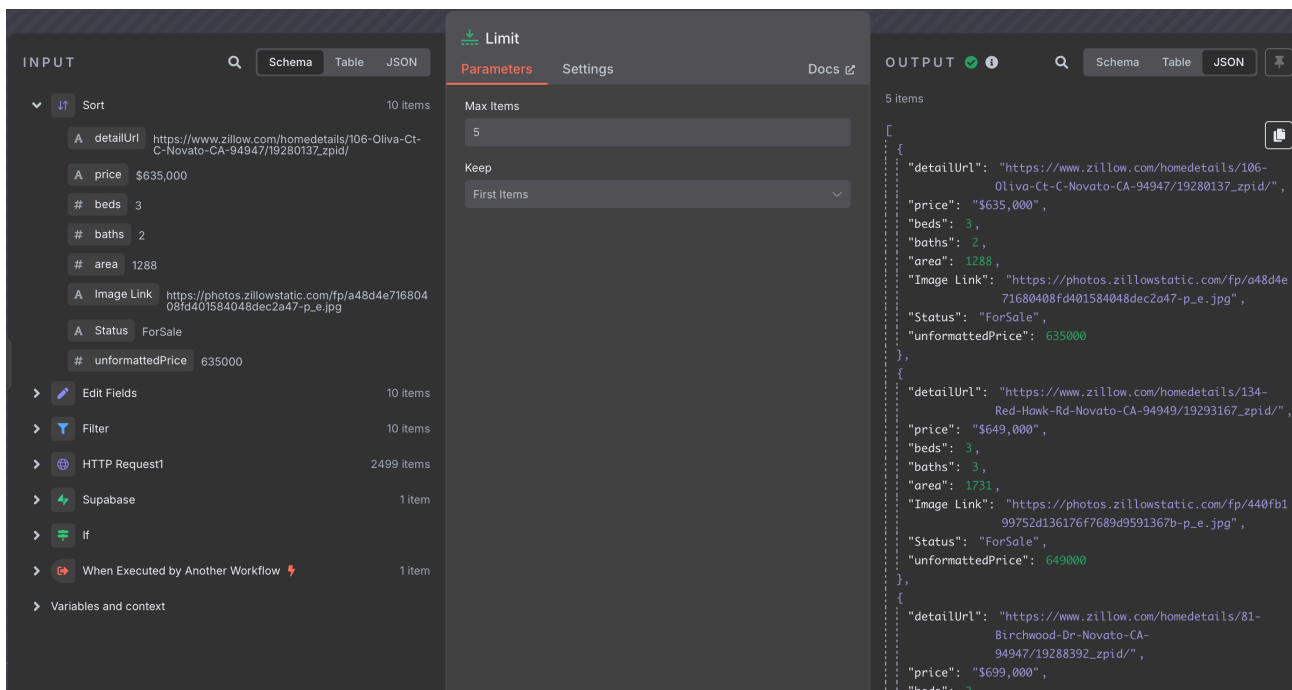 Limit
INPUT
Schema Table JSON
Parameters Settings Docs
OUTPUT
Schema Table JSON
Sort 10 items
A detailUrl https://www.zillow.com/homedetails/106-Oliva-Ct-
C-Novato-CA-94947/19280137_zpid/
A price $635,000
# beds 3
# baths 2
# area 1288
A Image Link https://photos.zillowstatic.com/fp/a48d4e716804
08fd401584048dec2a47-p_e.jpg
A Status ForSale
# unformattedPrice 635000
Edit Fields 10 items
Filter 10 items
HTTP Request1 2499 items
Supabase 1 item
If
When Executed by Another Workflow 1 item
Variables and context
Max Items
5
Keep
First Items
5 items
[
{
"detailUrl": "https://www.zillow.com/homedetails/106-
Oliva-Ct-C-Novato-CA-94947/19280137_zpid/",
"price": "$635,000",
"beds": 3,
"baths": 2,
"area": 1288,
"Image Link": "https://photos.zillowstatic.com/fp/a48d4e
71680408fd401584048dec2a47-p_e.jpg",
"Status": "ForSale",
"unformattedPrice": 635000
},
{
"detailUrl": "https://www.zillow.com/homedetails/134-
Red-Hawk-Rd-Novato-CA-94949/19293167_zpid/",
"price": "$649,000",
"beds": 3,
"baths": 3,
"area": 1731,
"Image Link": "https://photos.zillowstatic.com/fp/440fb1
99752d136176f7689d9591367b-p_e.jpg",
"Status": "ForSale",
"unformattedPrice": 649000
},
{
"detailUrl": "https://www.zillow.com/homedetails/81-
Birchwood-Dr-Novato-CA-
94947/19288392_zpid/",
"price": "$699,000",